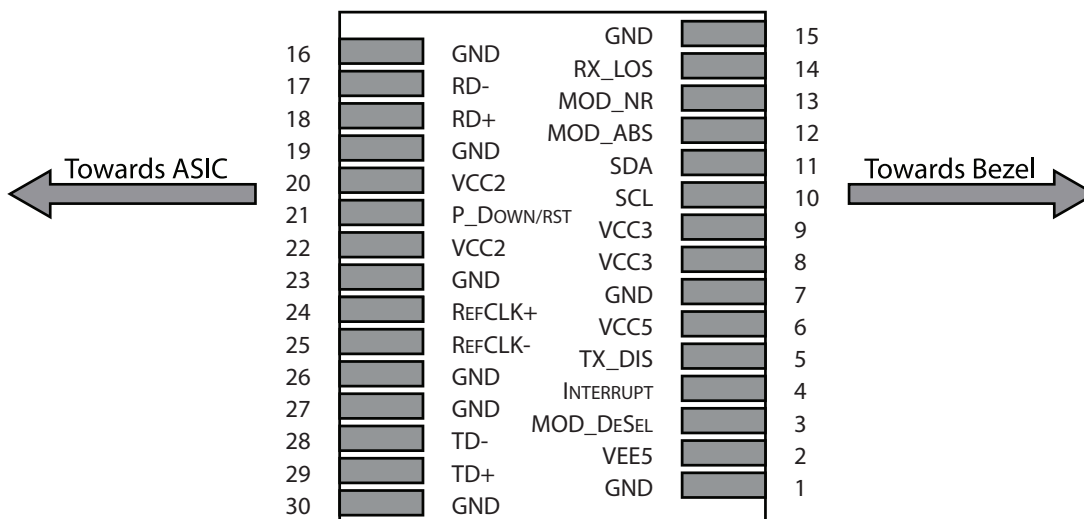 GND 15
16 GND
RX_LOS 14
17 RD-
MOD_NR 13
18 RD+
MOD_ABS 12
19 GND
Towards ASIC
SDA 11
Towards Bezel
20 VCC2
SCL 10
21 P_DOWN/RST
VCC3 9
22 VCC2
VCC3 8
23 GND
GND 7
24 REFCLK+
VCC5 6
25 REFCLK-
TX_DIS 5
26 GND
INTERRUPT 4
27 GND
MOD_DESEL 3
28 TD-
VEE5 2
29 TD+
GND 1
30 GND